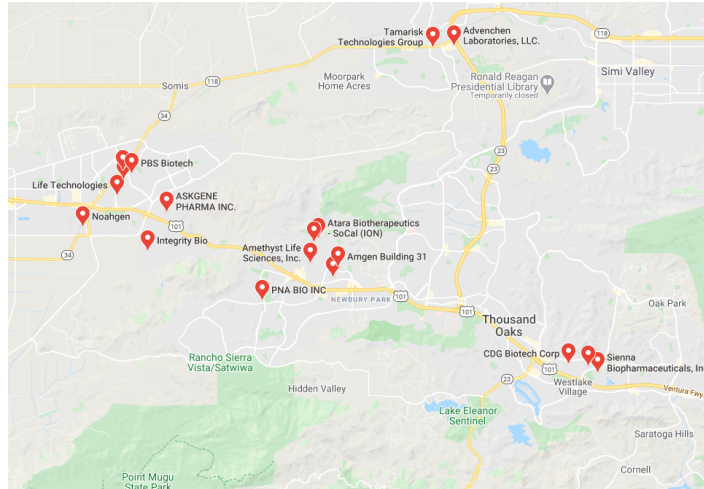 Tamarisk
Technologies Group
Advenchen
Laboratories, LLC.
118
118
Simi Valley
Moorpark
Home Acres
Ronald Reagan
Presidential Library
Temporarily closed.
Somis
34
23
23
PBS Biotech
Life Technologies
ASKGENE
PHARMA INC.
Noahgen
101
Integrity Bio
34
Atara Biotherapeutics
- SoCal (ION)
Amethyst Life
Sciences, Inc.
Amgen Building 31
PNA BIO INC
NEWBURY PARK
101
101
Oak Park
Thousand
Oaks
CDG Biotech Corp
Sienna
Biopharmaceuticals, In
101
23
Westlake
Village
Ventura Fwy
Rancho Sierra
Vista/Satwiwa
Hidden Valley
Lake Eleanor
Sentinel
Saratoga Hills
Cornell
Point Mugu
State Park